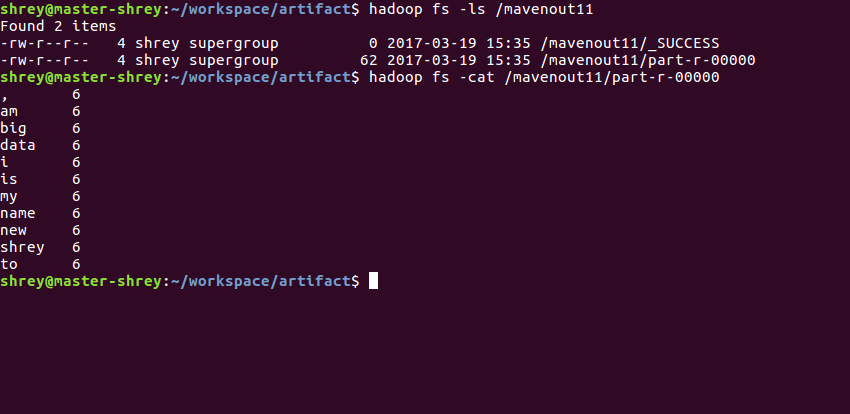 shrey@master-shrey:~/workspace/artifact$ hadoop fs -ls /mavenout11
Found 2 items
-rw-r--r--   4 shrey supergroup          0 2017-03-19 15:35 /mavenout11/_SUCCESS
-rw-r--r--   4 shrey supergroup         62 2017-03-19 15:35 /mavenout11/part-r-00000
shrey@master-shrey:~/workspace/artifact$ hadoop fs -cat /mavenout11/part-r-00000
,       6
am      6
big     6
data    6
i       6
is      6
my      6
name    6
new     6
shrey   6
to      6
shrey@master-shrey:~/workspace/artifact$